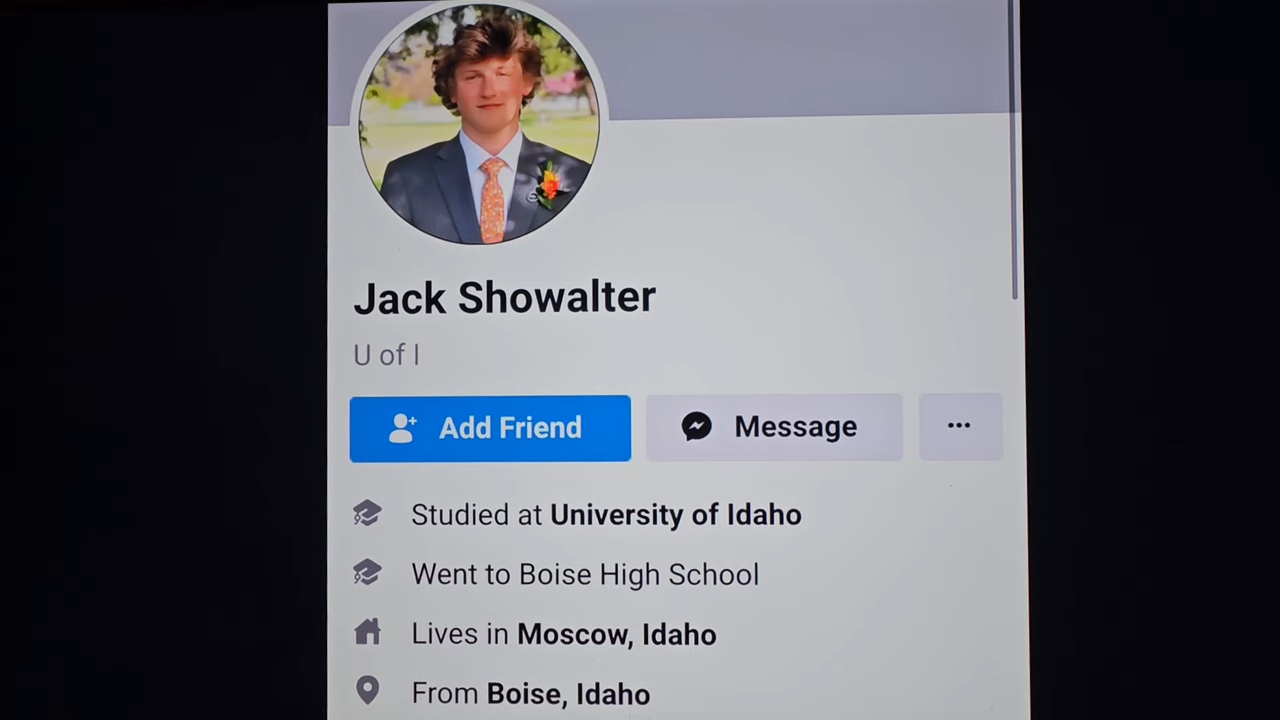 Jack Showalter
U of I
Add Friend
Message
Studied at University of Idaho
Went to Boise High School
Lives in Moscow, Idaho
From Boise, Idaho